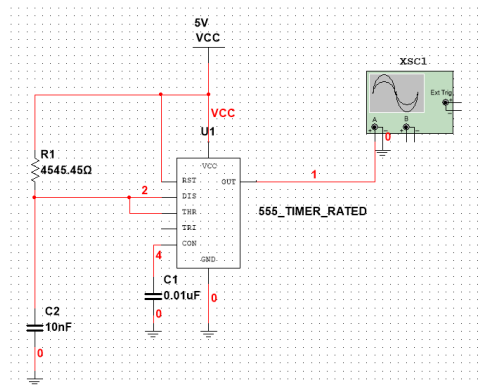 5V
VCC
XSC1
Ext Trig
A
B
0
VCC
U1
R1
4545.45Ω
VCC
RST
DIS
THR
TRI
CON
OUT
GND
2
1
555_TIMER_RATED
4
C1
0.01uF
0
0
C2
10nF
0